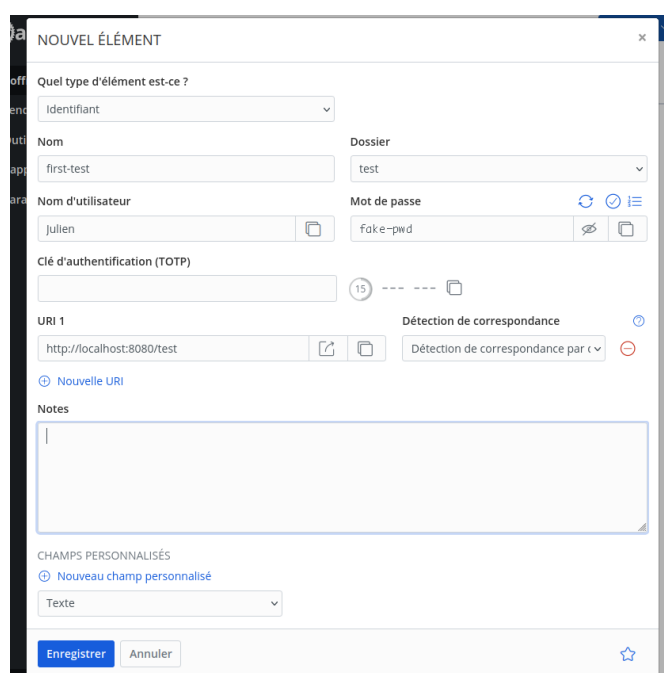 NOUVEL ÉLÉMENT ×
Quel type d'élément est-ce ?
Identifiant
Nom Dossier
first-test test
Nom d'utilisateur Mot de passe
Julien fake-pwd
Clé d'authentification (TOTP)
15 --- ---
URI 1 Détection de correspondance
http://localhost:8080/test Détection de correspondance par
Nouvelle URI
Notes
CHAMPS PERSONNALISÉS
Nouveau champ personnalisé
Texte
Enregistrer Annuler